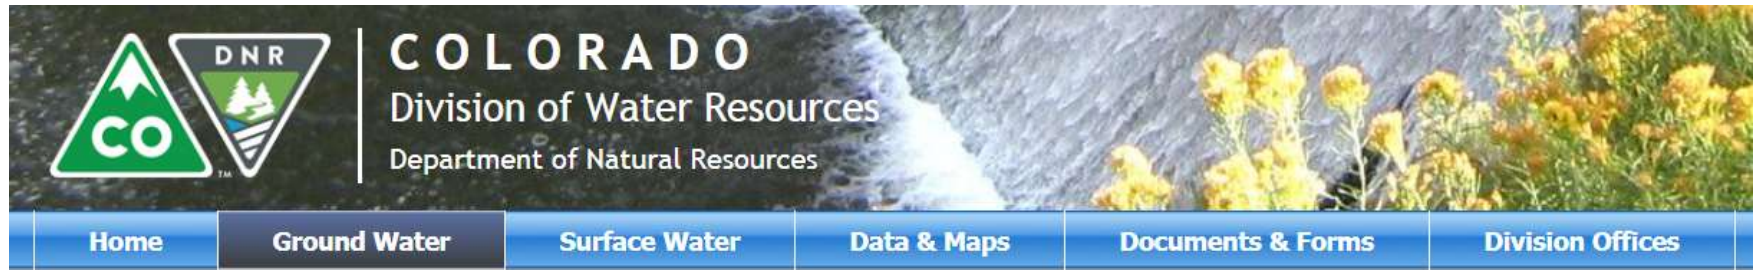 DNR
CO
TM
COLORADO
Division of Water Resources
Department of Natural Resources
Home
Ground Water
Surface Water
Data & Maps
Documents & Forms
Division Offices